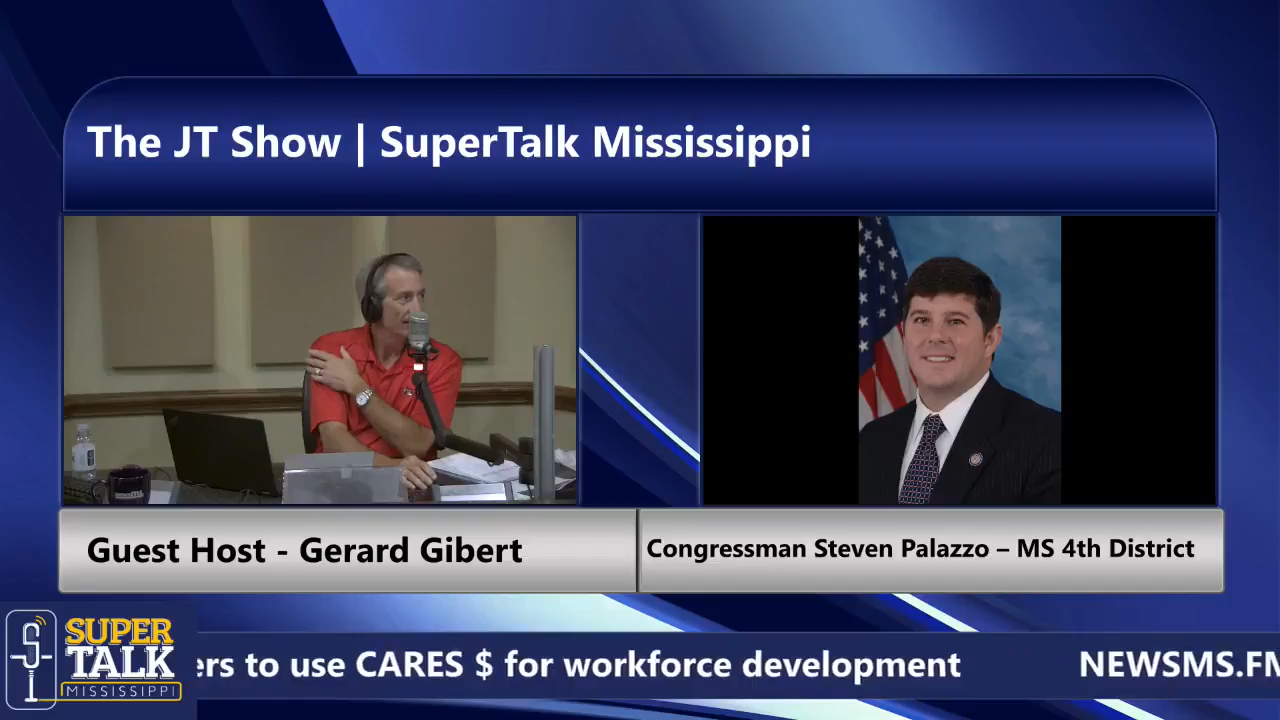 The JT Show | SuperTalk Mississippi
Guest Host - Gerard Gibert
Congressman Steven Palazzo – MS 4th District
SUPER
TALK
MISSISSIPPI
ers to use CARES $ for workforce development
NEWSMS.FM